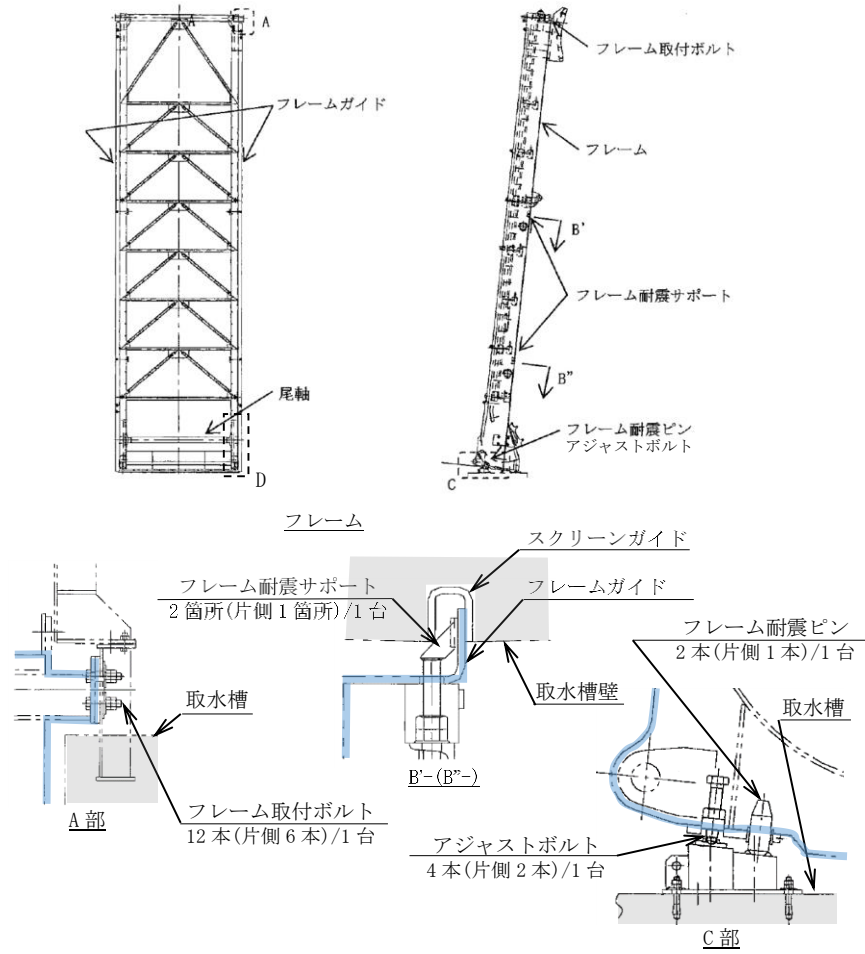 A
A
フレームガイド
尾軸
D
フレーム取付ボルト
フレーム
B'
フレーム耐震サポート
B”
フレーム耐震ピン
アジャストボルト
C
フレーム
A部
取水槽
フレーム取付ボルト
12本(片側6本)/1台
スクリーンガイド
フレーム耐震サポート
2箇所(片側1箇所)/1台
フレームガイド
取水槽壁
B'-(B”-)
フレーム耐震ピン
2本(片側1本)/1台
取水槽
アジャストボルト
4本(片側2本)/1台
C部